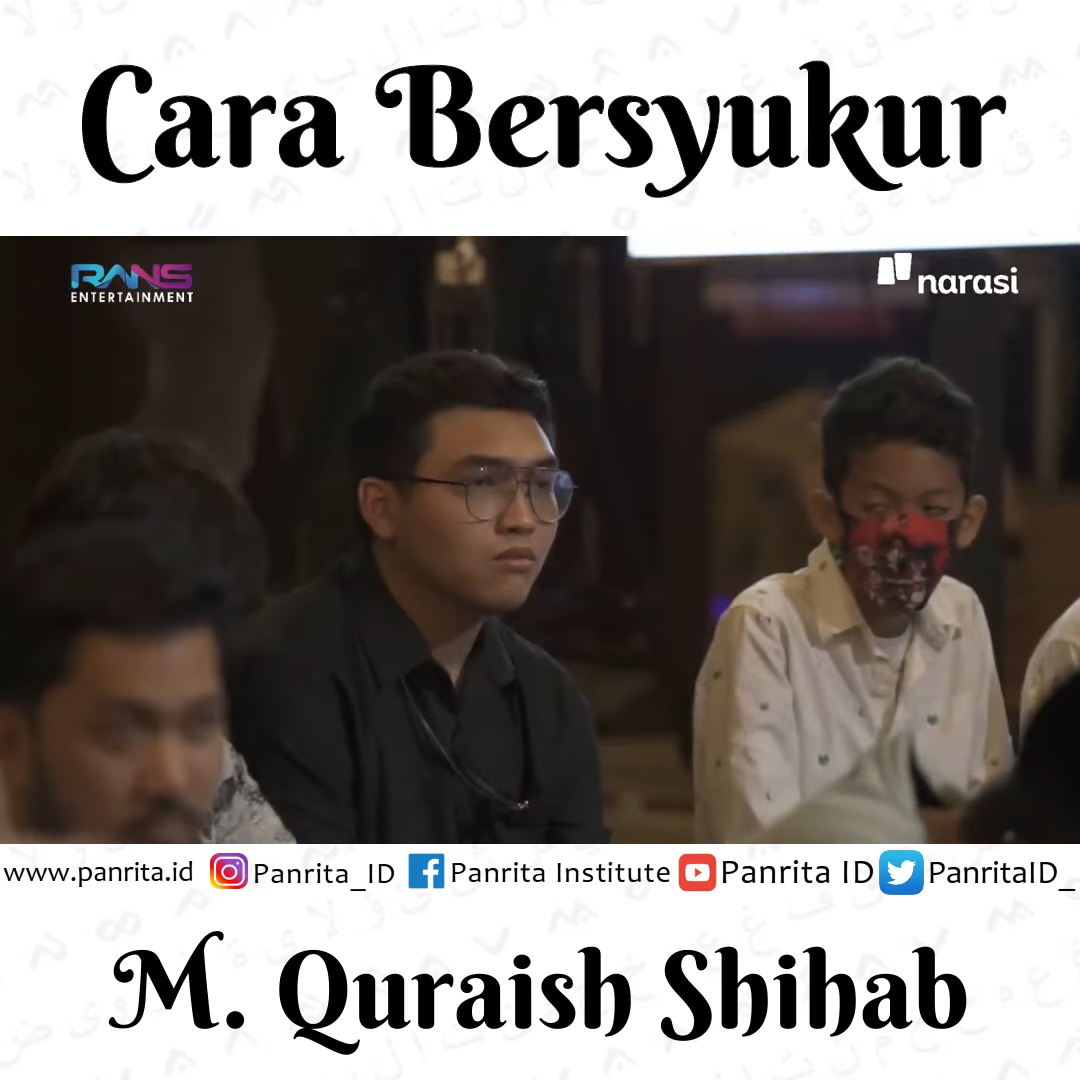 Cara Bersyukur
RANS
ENTERTAINMENT
narasi
www.panrita.id Panrita_ID Panrita Institute Panrita ID PanritaID_
M. Quraish Shihab